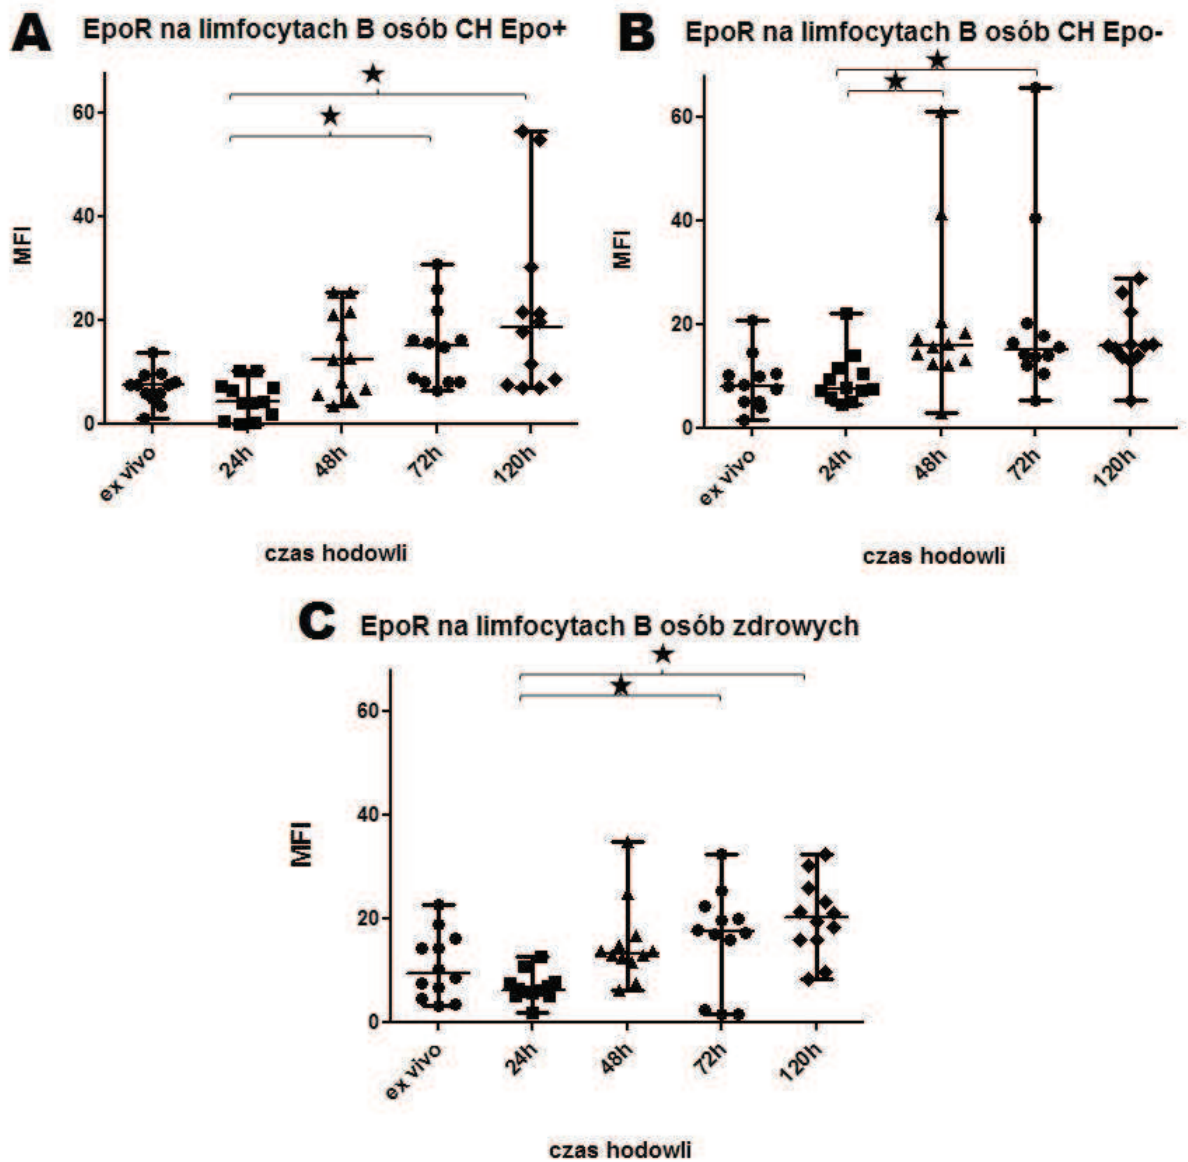 A EpoR na limfocytach B osób CH Epo+
MFI
60
40
20
0
ex vivo 24h 48h 72h 120h
czas hodowli
B EpoR na limfocytach B osób CH Epo-
MFI
60
40
20
0
ex vivo 24h 48h 72h 120h
czas hodowli
C EpoR na limfocytach B osób zdrowych
MFI
60
40
20
0
ex vivo 24h 48h 72h 120h
czas hodowli